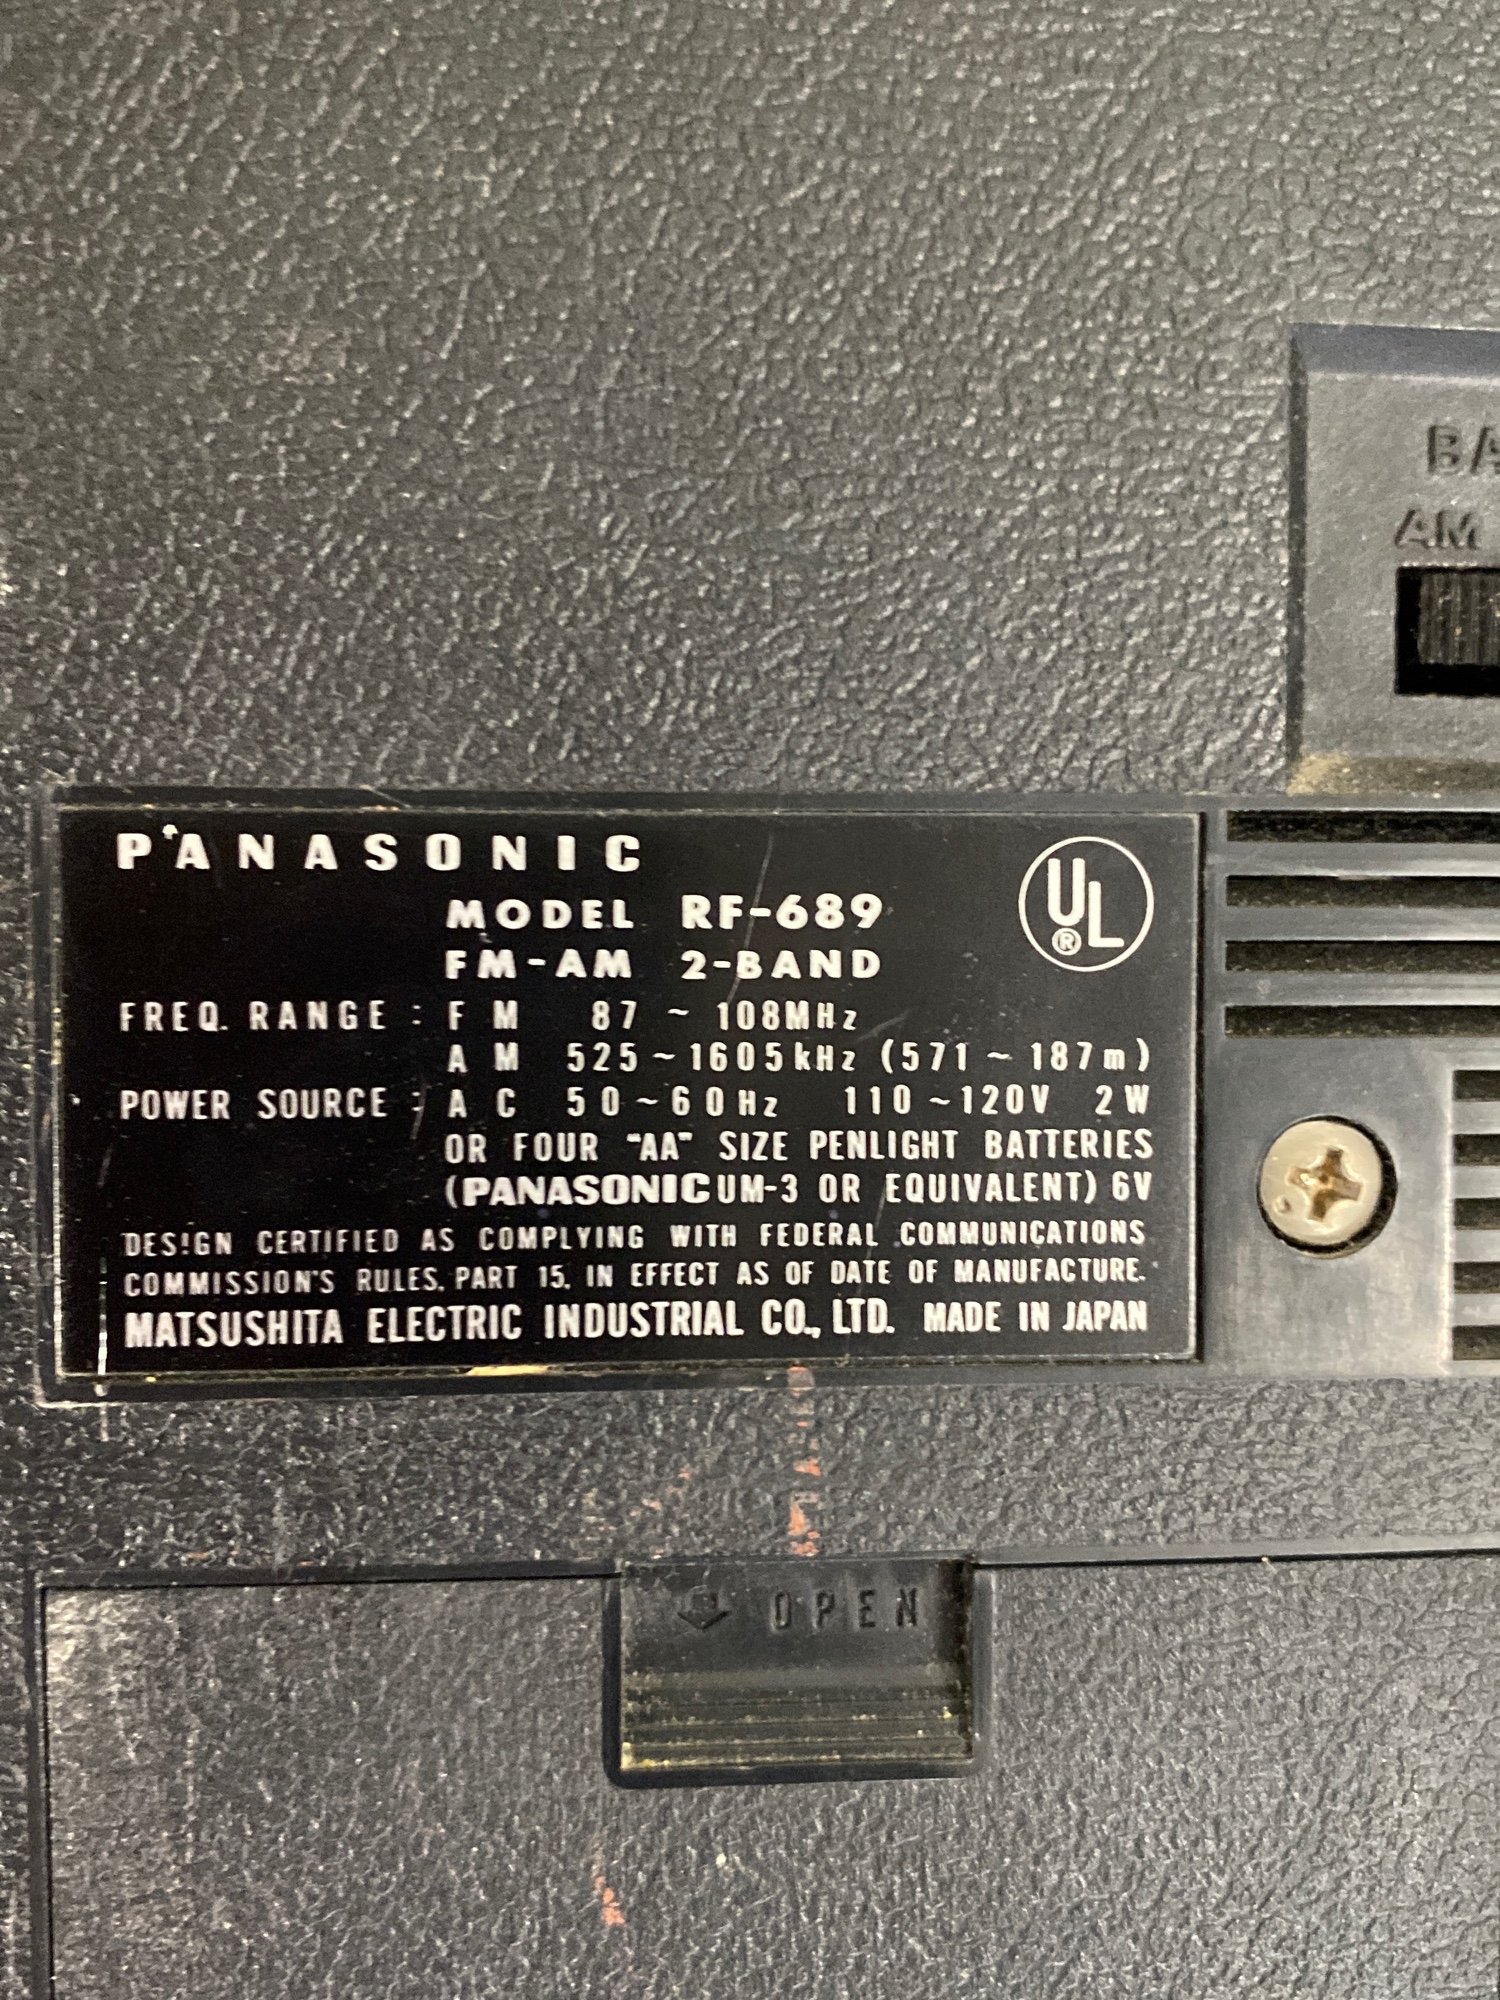 BA
AM
PANASONIC
MODEL RF-689
UL
®
FM-AM 2-BAND
FREQ. RANGE : FM 87 ~ 108MHz
AM 525~1605kHz (571 ~ 187m)
POWER SOURCE : AC 50~60Hz 110~120V 2W
OR FOUR "AA" SIZE PENLIGHT BATTERIES
(PANASONIC UM-3 OR EQUIVALENT) 6V
DESIGN CERTIFIED AS COMPLYING WITH FEDERAL COMMUNICATIONS
COMMISSION'S RULES, PART 15, IN EFFECT AS OF DATE OF MANUFACTURE.
MATSUSHITA ELECTRIC INDUSTRIAL CO., LTD. MADE IN JAPAN
OPEN